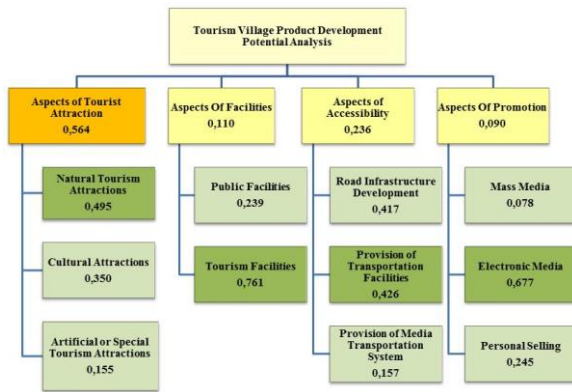 Tourism Village Product Development
Potential Analysis
Aspects of Tourist
Attraction
0,564
Aspects Of Facilities
0,110
Aspects of
Accessibility
0,236
Aspects Of Promotion
0,090
Natural Tourism
Attractions
0,495
Public Facilities
0,239
Road Infrastructure
Development
0,417
Mass Media
0,078
Cultural Attractions
0,350
Tourism Facilities
0,761
Provision of
Transportation
Facilities
0,426
Electronic Media
0,677
Artificial or Special
Tourism Attractions
0,155
Provision of Media
Transportation
System
0,157
Personal Selling
0,245